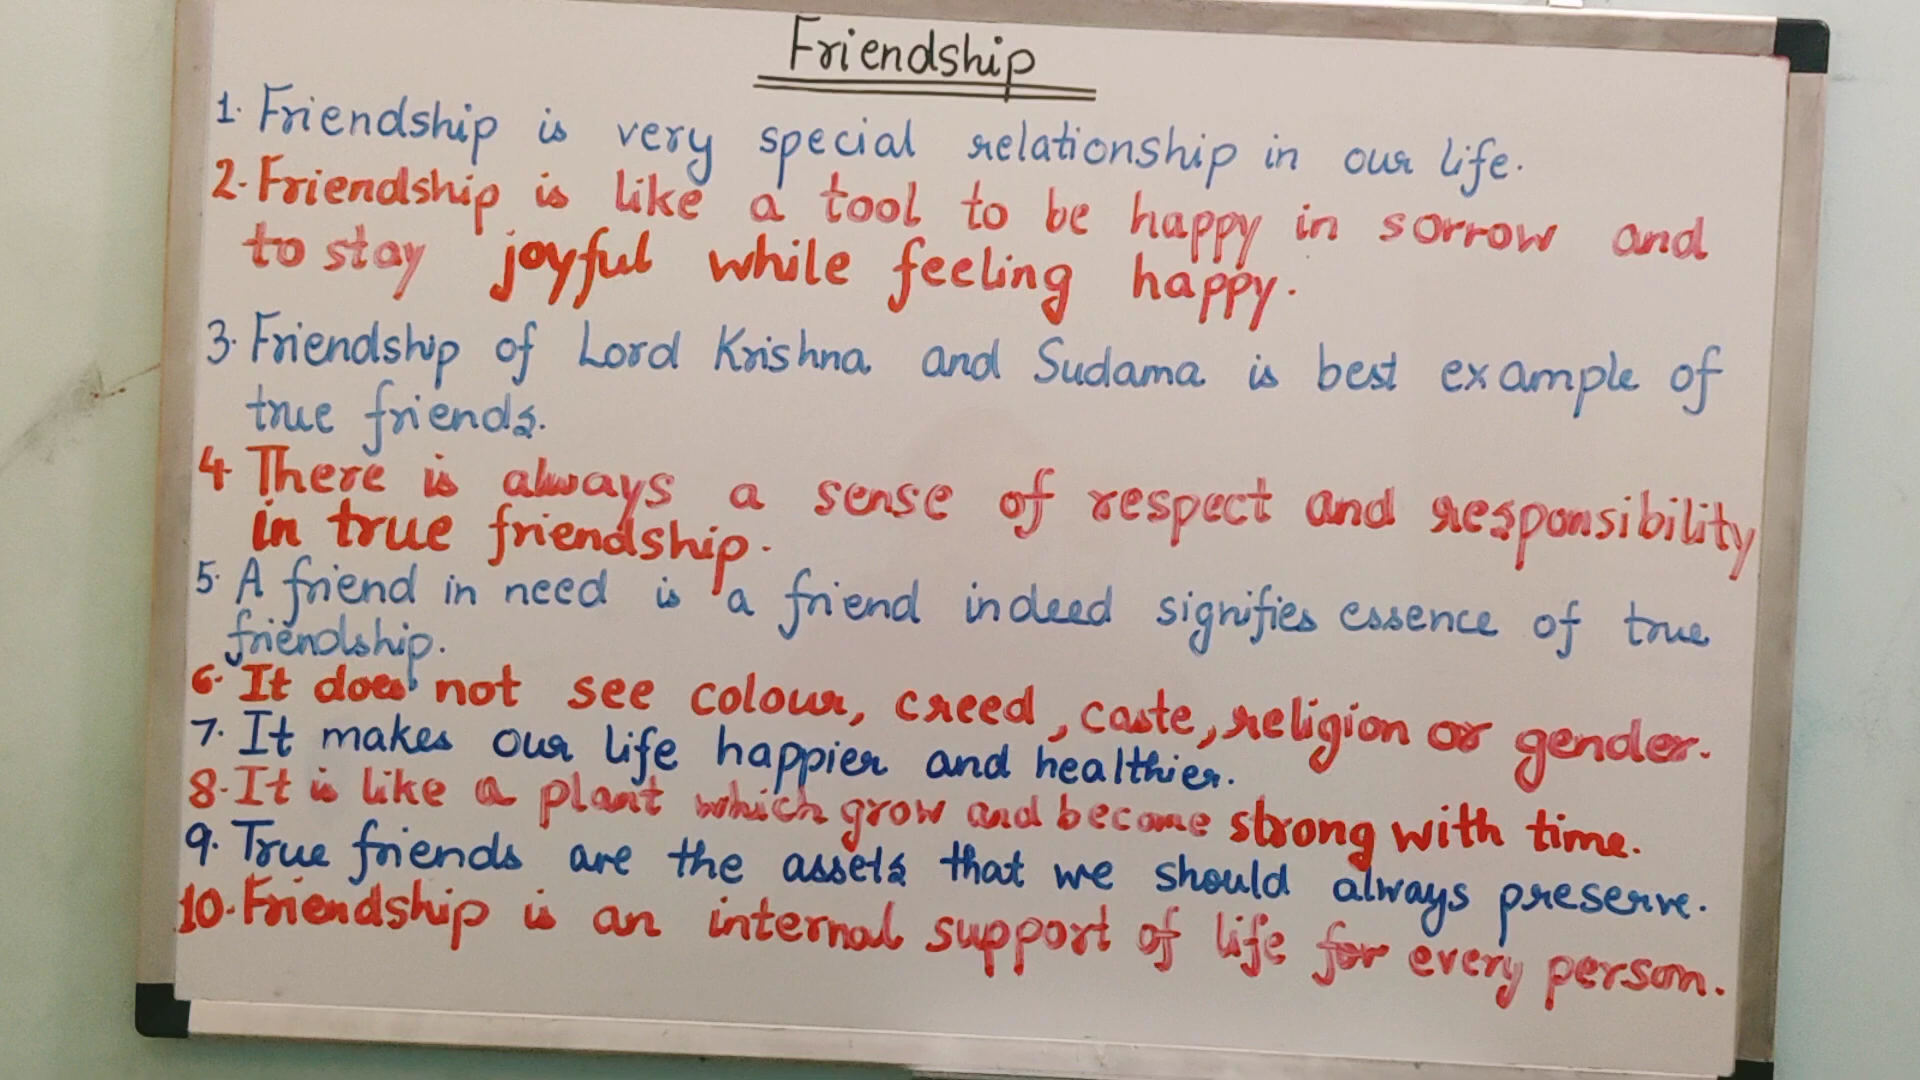 Friendship
1. Friendship is very special relationship in our life.
2. Friendship is like a tool to be happy in sorrow and
to stay joyful while feeling happy.
3. Friendship of Lord Krishna and Sudama is best example of
true friends.
4 There is always a sense of respect and responsibility
in true friendship.
5. A friend in need is a friend indeed signifies essence of true
friendship.
6. It does not see colour, creed, caste, religion or gender.
7. It makes our life happier and healthier.
8. It is like a plant which grow and become strong with time.
9. True friends are the assets that we should always preserve.
10. Friendship is an internal support of life for every person.